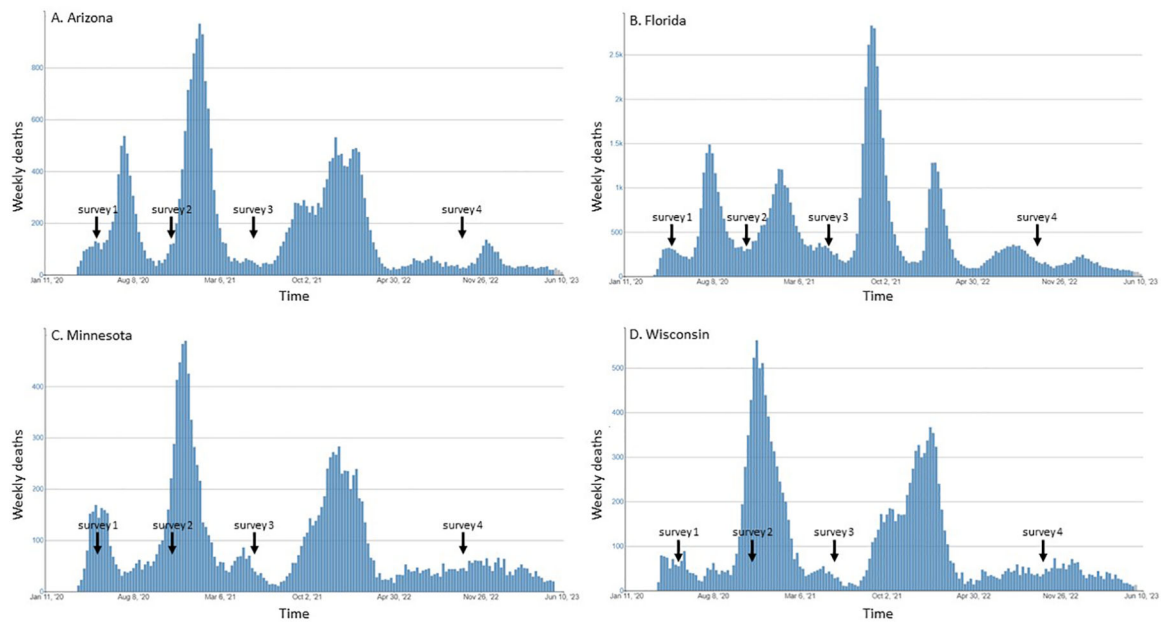 A. Arizona
Weekly deaths
800
600
400
200
0
survey 1
survey 2
survey 3
survey 4
Jan 11, '20
Aug 8, '20
Mar 6, '21
Oct 2, '21
Apr 30, '22
Nov 26, '22
Jun 10, '23
Time
B. Florida
Weekly deaths
2.5k
2k
1.5k
1k
500
0
survey 1
survey 2
survey 3
survey 4
Jan 11, '20
Aug 8, '20
Mar 6, '21
Oct 2, '21
Apr 30, '22
Nov 26, '22
Jun 10, '23
Time
C. Minnesota
Weekly deaths
400
300
200
100
0
survey 1
survey 2
survey 3
survey 4
Jan 11, '20
Aug 8, '20
Mar 6, '21
Oct 2, '21
Apr 30, '22
Nov 26, '22
Jun 10, '23
Time
D. Wisconsin
Weekly deaths
500
400
300
200
100
0
survey 1
survey 2
survey 3
survey 4
Jan 11, '20
Aug 8, '20
Mar 6, '21
Oct 2, '21
Apr 30, '22
Nov 26, '22
Jun 10, '23
Time